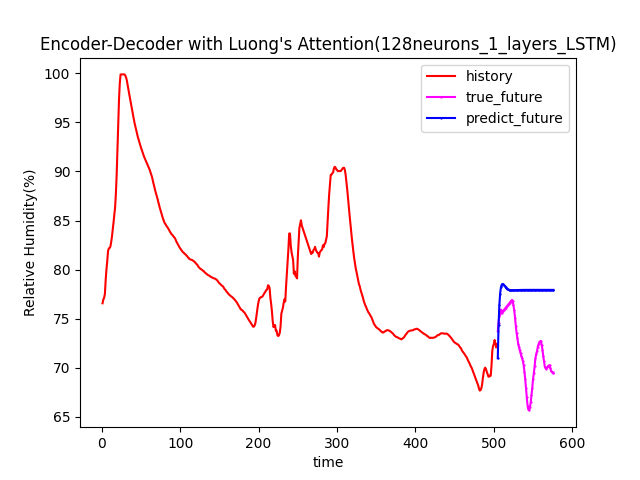 Encoder-Decoder with Luong's Attention(128neurons_1_layers_LSTM)
history
true_future
predict_future
Relative Humidity(%)
100
95
90
85
80
75
70
65
0 100 200 300 400 500 600
time